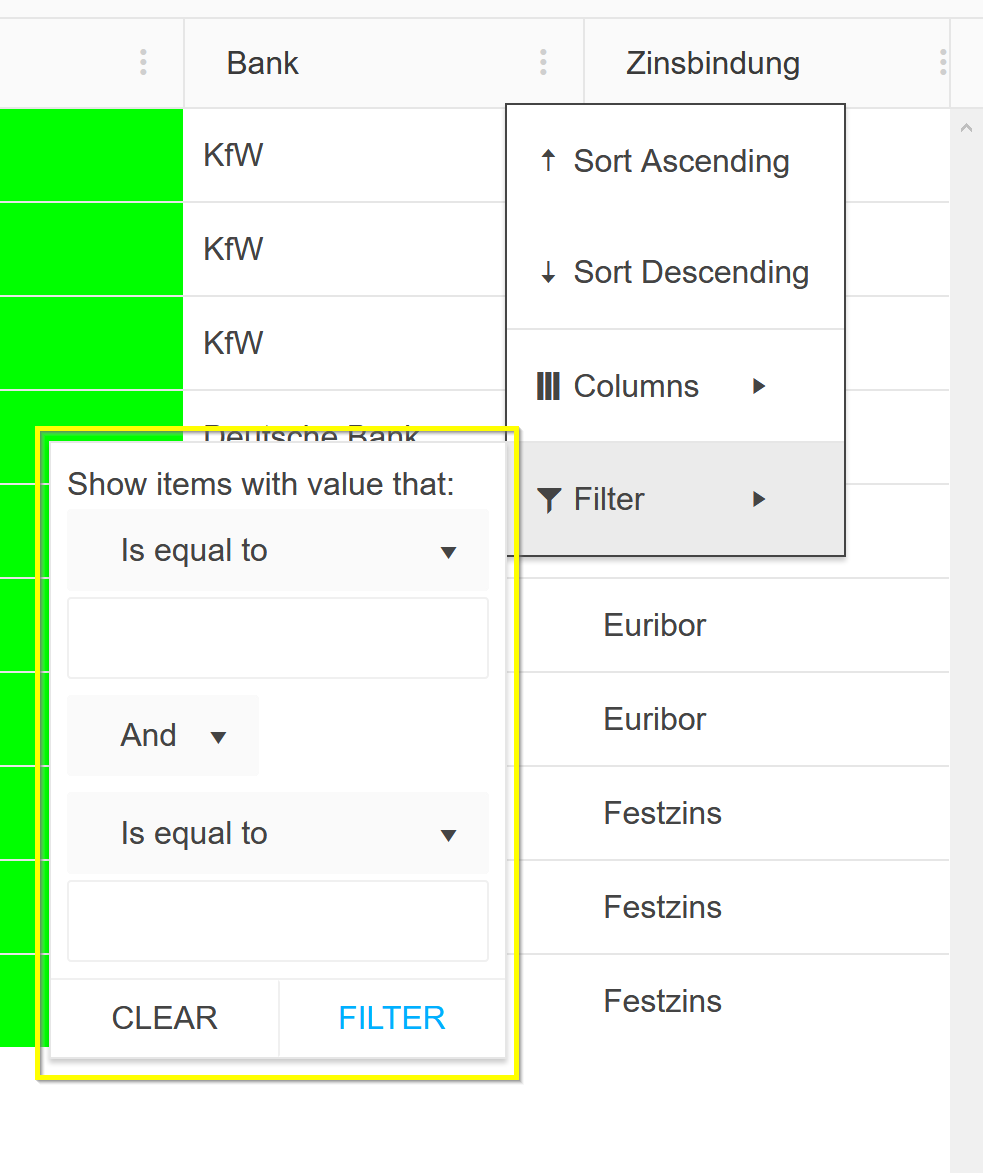 Bank
Zinsbindung
KfW
KfW
KfW
Deutsche Bank
Sort Ascending
Sort Descending
Columns
Filter
Show items with value that:
Is equal to
And
Is equal to
CLEAR
FILTER
Euribor
Euribor
Festzins
Festzins
Festzins